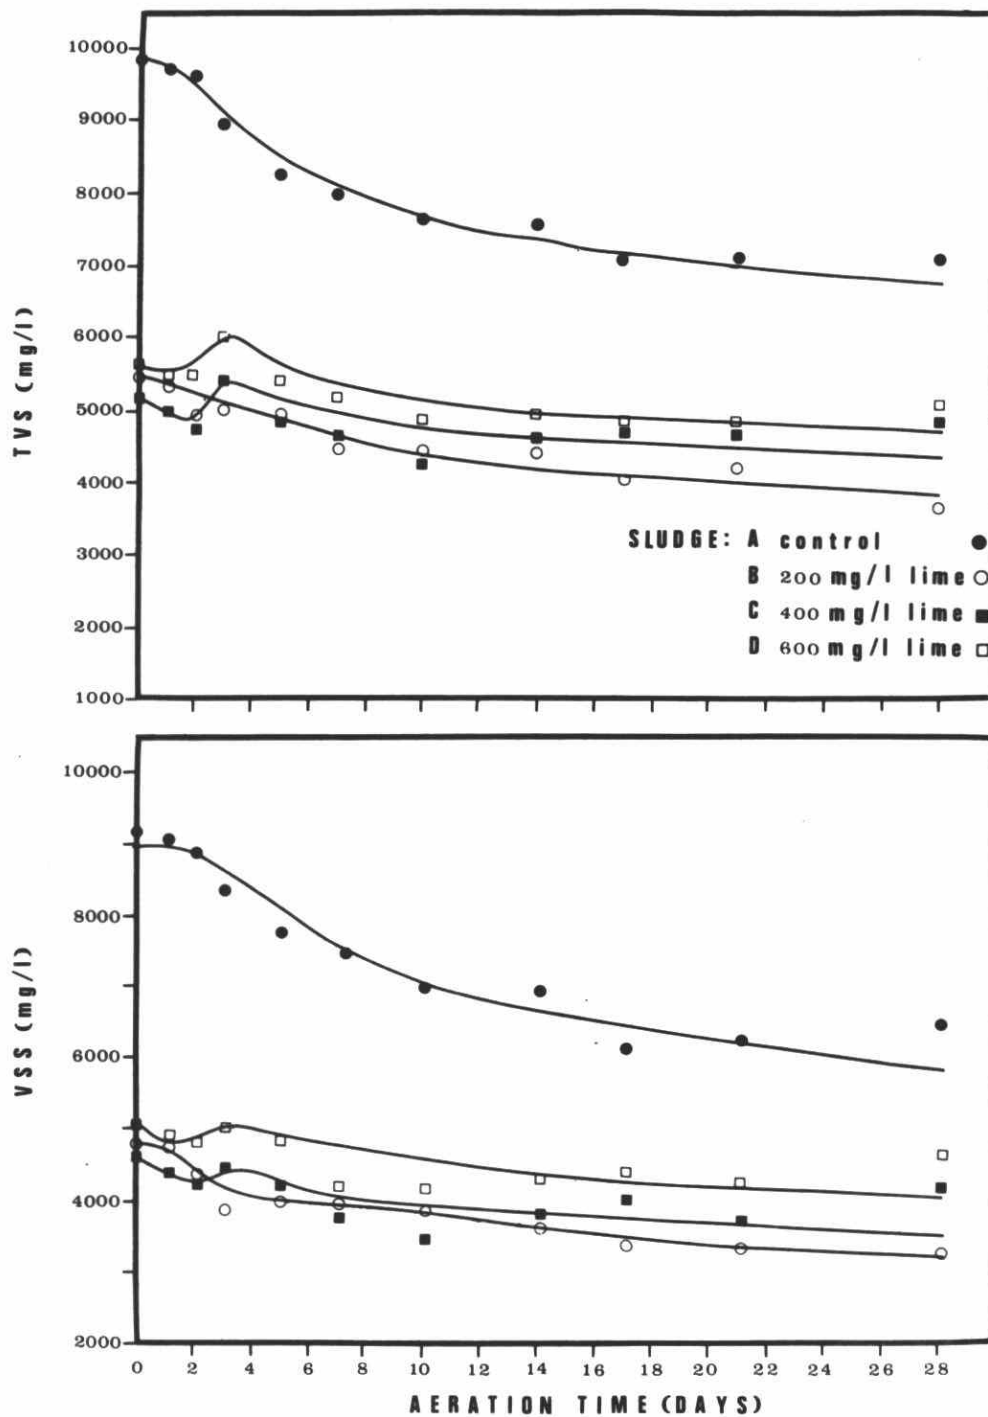 10000
9000
8000
7000
6000
5000
4000
3000
2000
1000
TVS (mg/l)
SLUDGE: A control
B 200 mg/l lime
C 400 mg/l lime
D 600 mg/l lime
10000
8000
6000
4000
2000
VSS (mg/l)
0 2 4 6 8 10 12 14 16 18 20 22 24 26 28
AERATION TIME (DAYS)